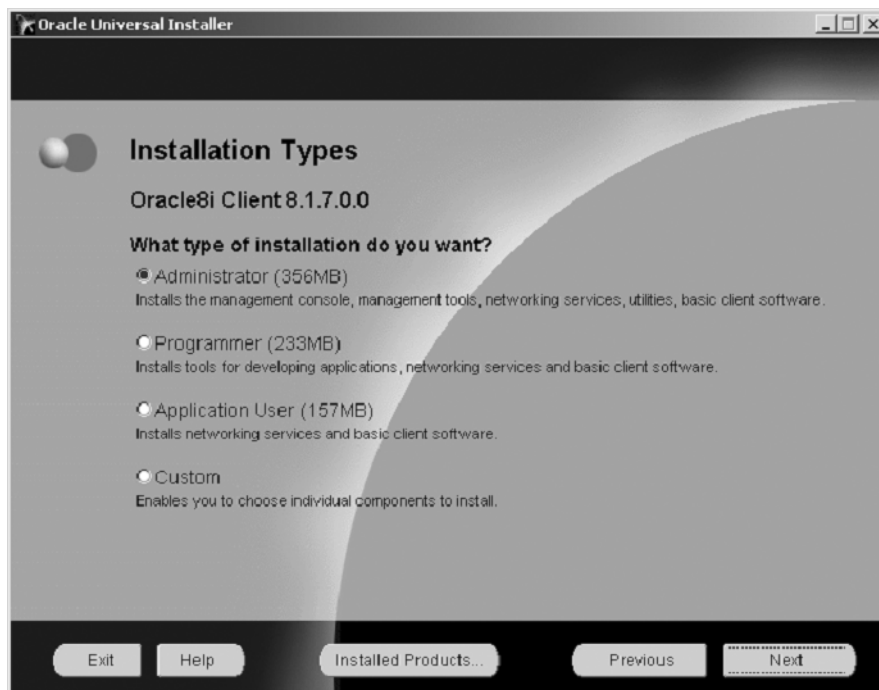 Oracle Universal Installer
Installation Types
Oracle8i Client 8.1.7.0.0
What type of installation do you want?
Administrator (356MB)
Installs the management console, management tools, networking services, utilities, basic client software.
Programmer (233MB)
Installs tools for developing applications, networking services and basic client software.
Application User (157MB)
Installs networking services and basic client software.
Custom
Enables you to choose individual components to install.
Exit Help Installed Products... Previous Next